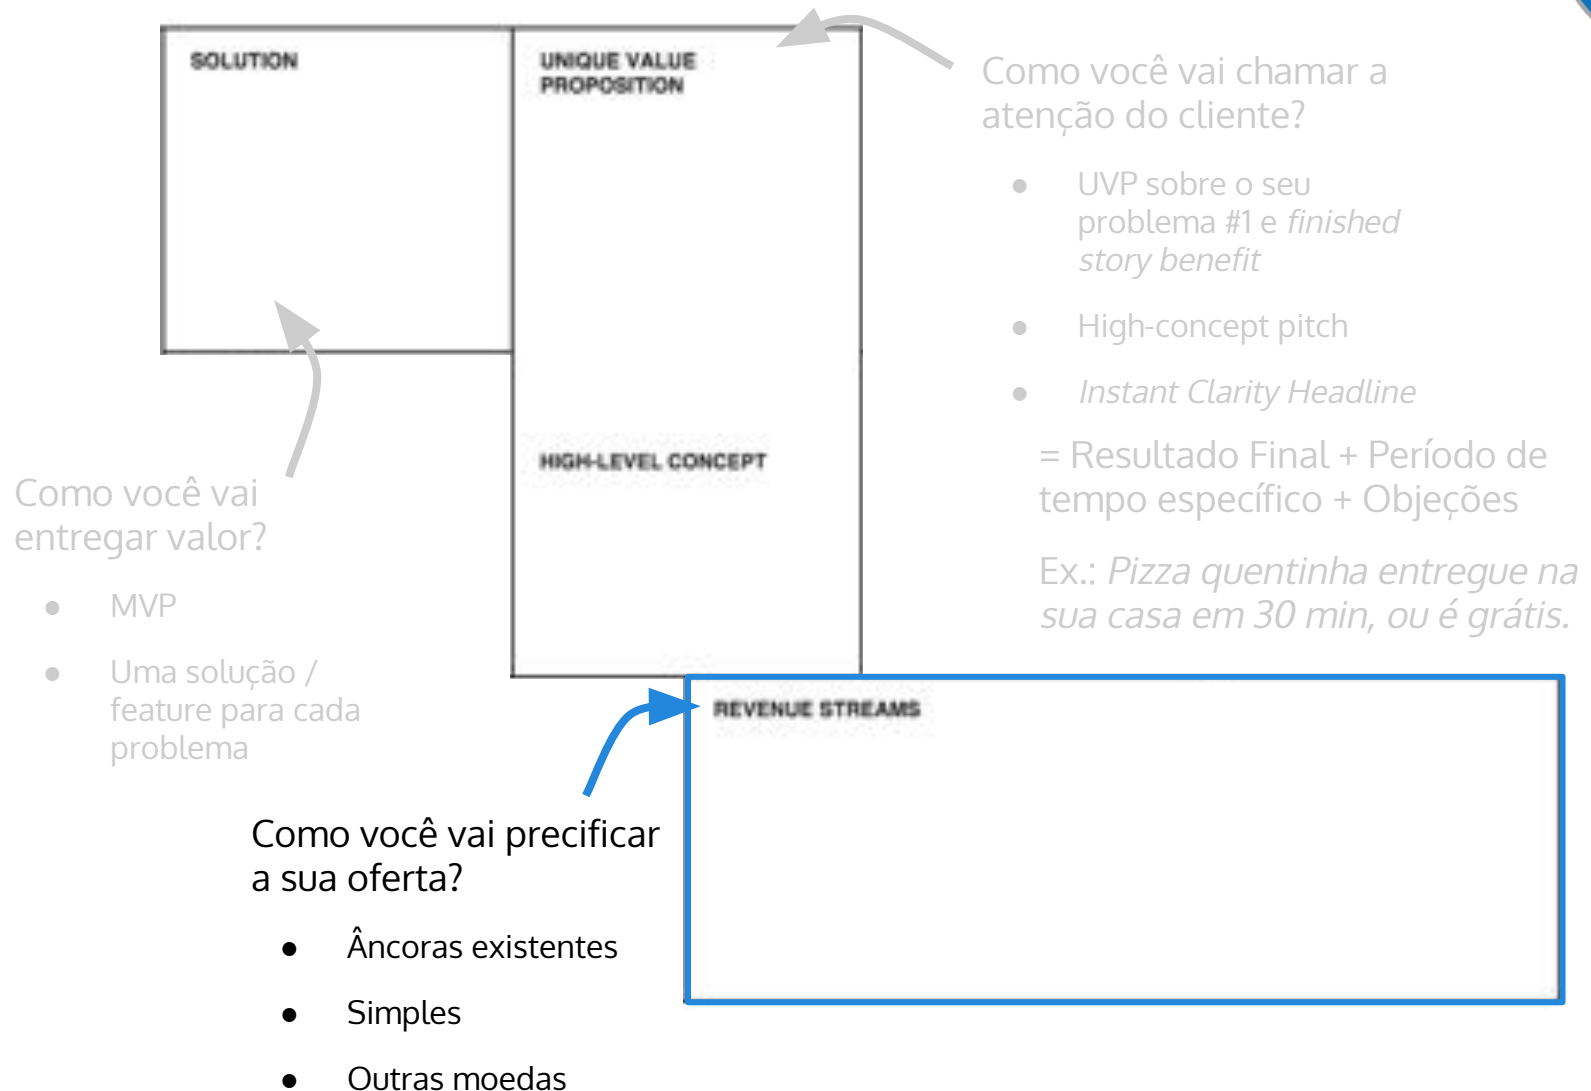 SOLUTION
UNIQUE VALUE
PROPOSITION
HIGH-LEVEL CONCEPT
Como você vai chamar a
atenção do cliente?
● UVP sobre o seu
problema #1 e finished
story benefit
● High-concept pitch
● Instant Clarity Headline
= Resultado Final + Período de
tempo específico + Objeções
Ex.: Pizza quentinha entregue na
sua casa em 30 min, ou é grátis.
Como você vai
entregar valor?
● MVP
● Uma solução /
feature para cada
problema
REVENUE STREAMS
Como você vai precificar
a sua oferta?
● Âncoras existentes
● Simples
● Outras moedas